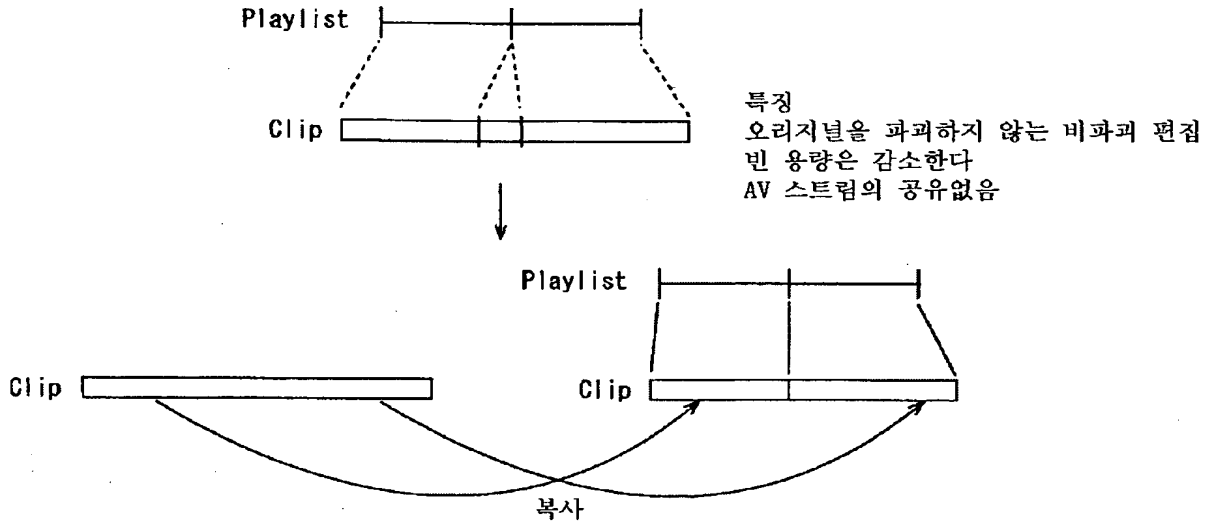 Playlist
Clip
특징
오리지널을 파괴하지 않는 비파괴 편집
빈 용량은 감소한다
AV 스트림의 공유없음
Playlist
Clip
Clip
복사